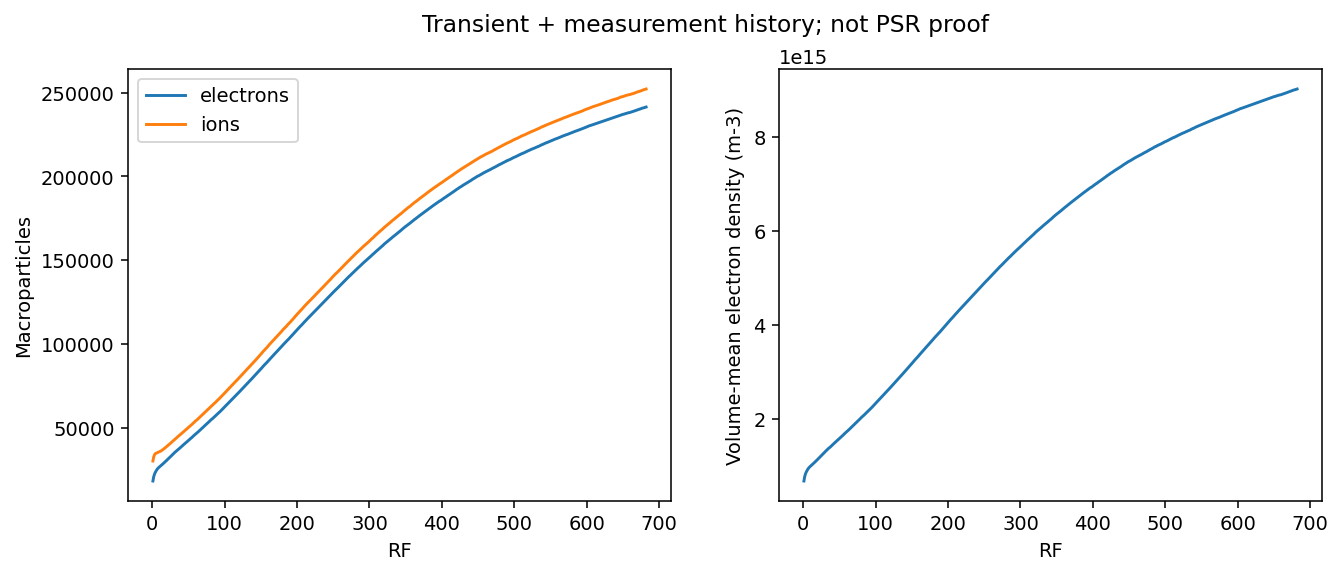 Transient + measurement history; not PSR proof
Macroparticles
250000
200000
150000
100000
50000
electrons
ions
0 100 200 300 400 500 600 700
RF
1e15
Volume-mean electron density (m-3)
8
6
4
2
0 100 200 300 400 500 600 700
RF